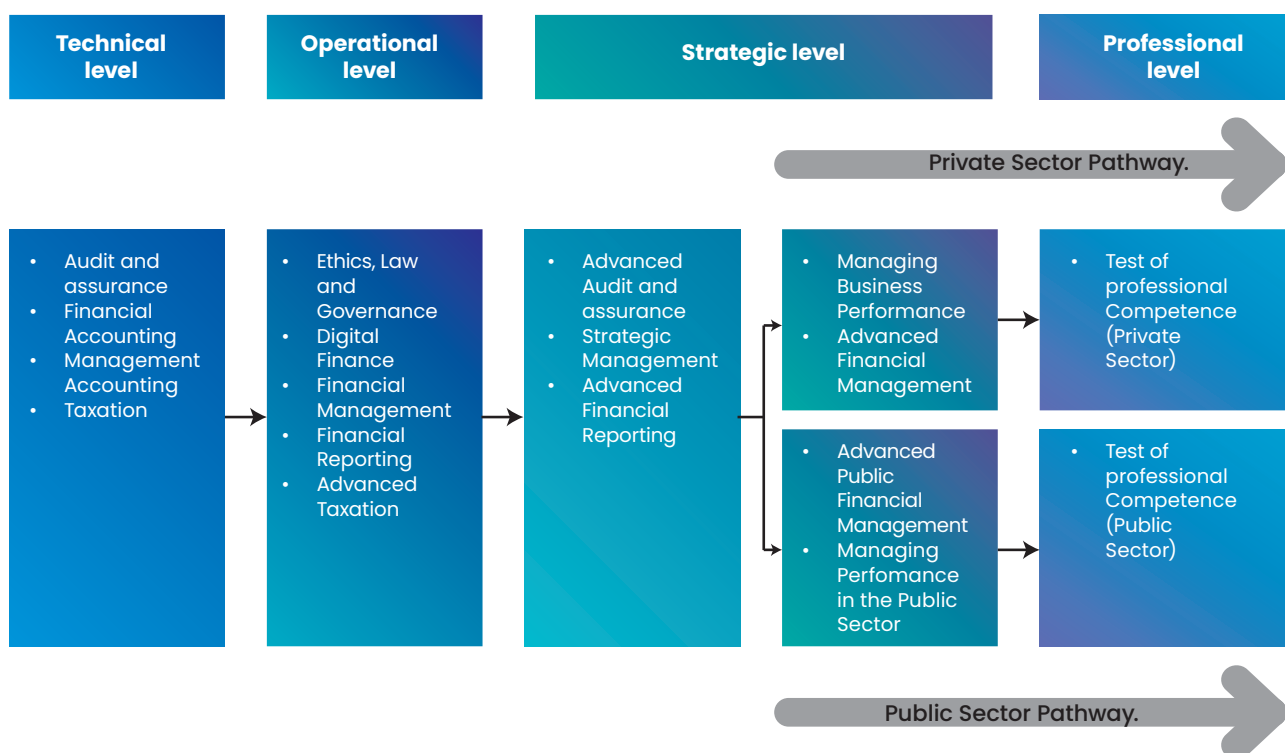 Technical
level
Operational
level
Strategic level
Professional
level
Private Sector Pathway.
• Audit and
assurance
• Financial
Accounting
• Management
Accounting
• Taxation
• Ethics, Law
and
Governance
• Digital
Finance
• Financial
Management
• Financial
Reporting
• Advanced
Taxation
• Advanced
Audit and
assurance
• Strategic
Management
• Advanced
Financial
Reporting
• Managing
Business
Performance
• Advanced
Financial
Management
• Test of
professional
Competence
(Private
Sector)
• Advanced
Public
Financial
Management
• Managing
Perfomance
in the Public
Sector
• Test of
professional
Competence
(Public
Sector)
Public Sector Pathway.